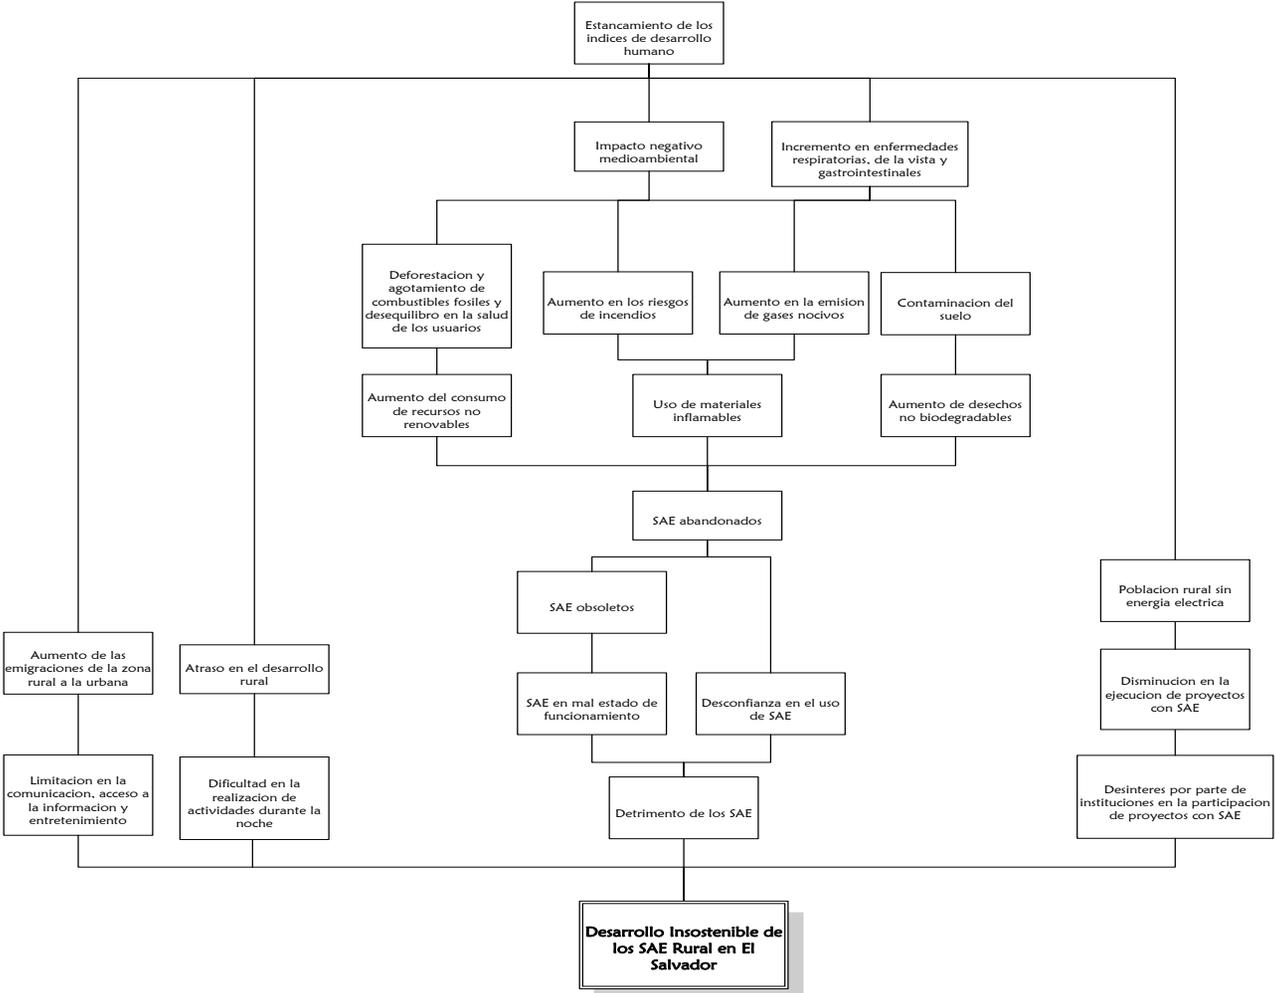 Estancamiento de los
indices de desarrollo
humano
Impacto negativo
medioambiental
Incremento en enfermedades
respiratorias, de la vista y
gastrointestinales
Deforestacion y
agotamiento de
combustibles fosiles y
desequilibro en la salud
de los usuarios
Aumento en los riesgos
de incendios
Aumento en la emision
de gases nocivos
Contaminacion del
suelo
Aumento del consumo
de recursos no
renovables
Uso de materiales
inflamables
Aumento de desechos
no biodegradables
SAE abandonados
SAE obsoletos
Poblacion rural sin
energia electrica
Aumento de las
emigraciones de la zona
rural a la urbana
Atraso en el desarrollo
rural
SAE en mal estado de
funcionamiento
Desconfianza en el uso
de SAE
Disminucion en la
ejecucion de proyectos
con SAE
Limitacion en la
comunicacion, acceso a
la informacion y
entretenimiento
Dificultad en la
realizacion de
actividades durante la
noche
Detrimento de los SAE
Desinteres por parte de
instituciones en la participacion
de proyectos con SAE
Desarrollo Insostenible de
los SAE Rural en El
Salvador